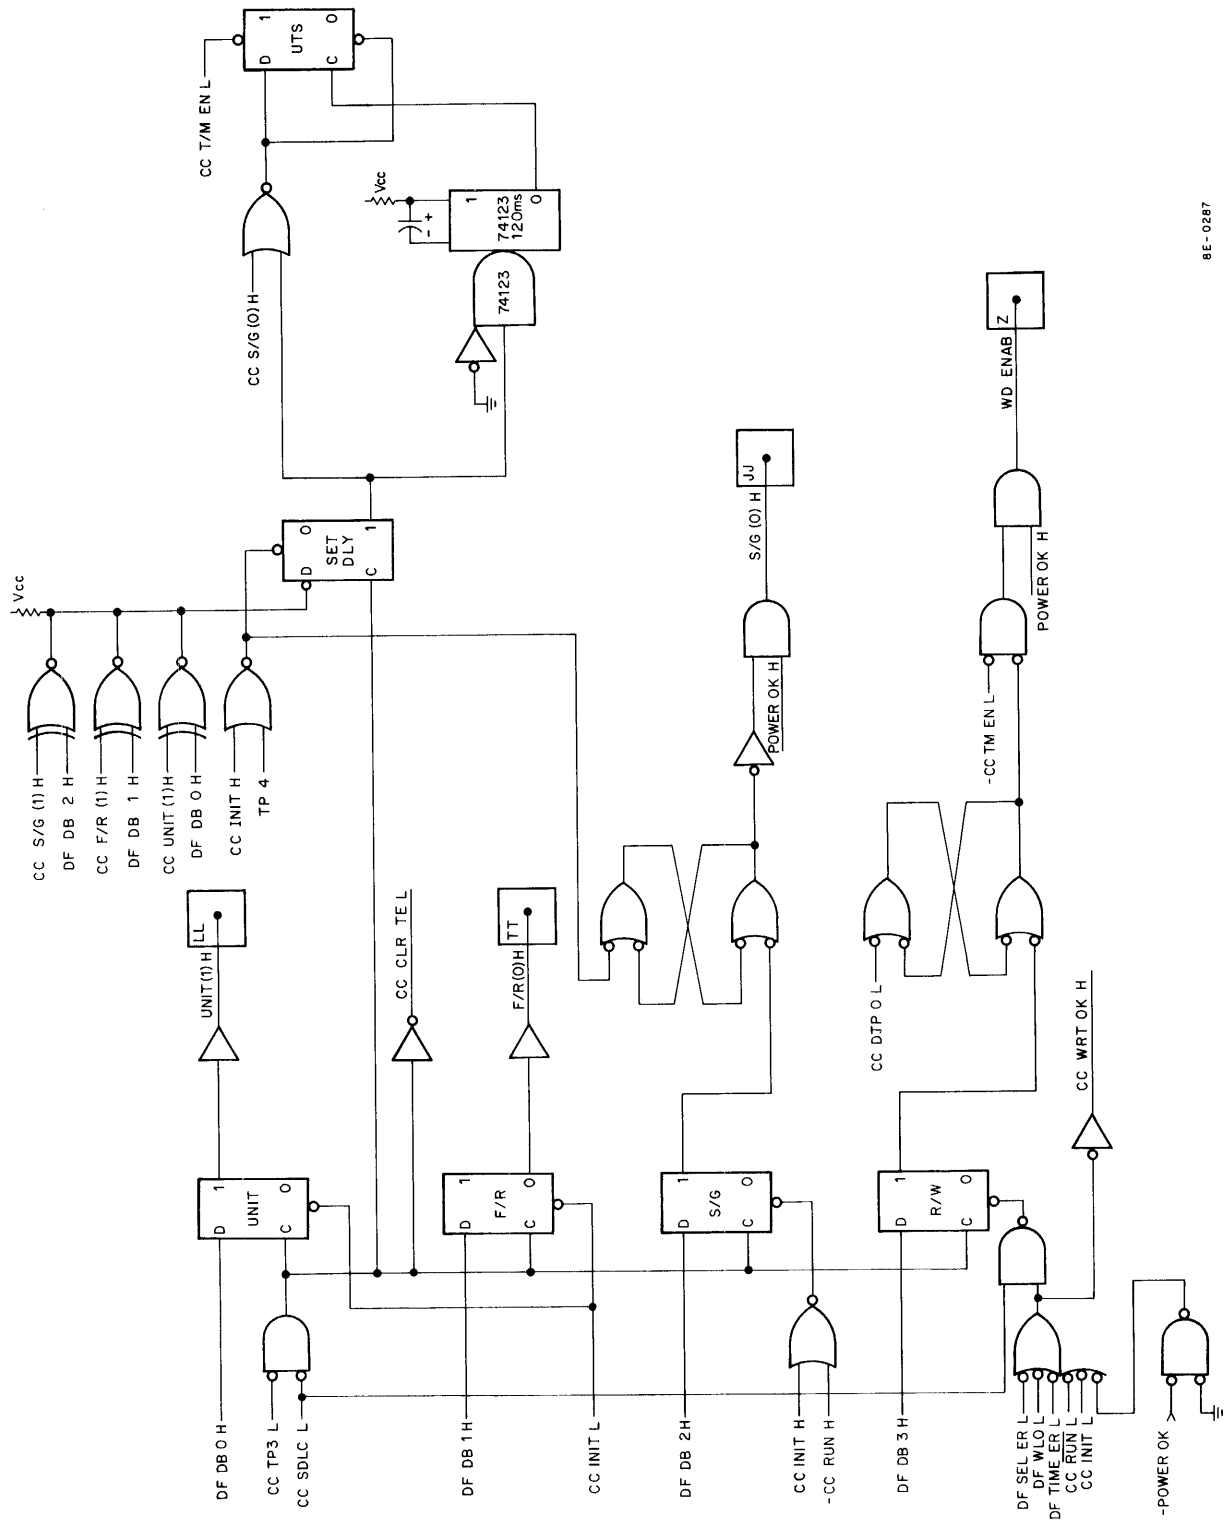 CC T/M EN L
D
1
UTS
C
0
CC S/G (0) H
Vcc
- +
1
74123
120ms
0
74123
Vcc
CC S/G (1) H
DF DB 2 H
CC F/R (1) H
DF DB 1 H
CC UNIT (1) H
DF DB 0 H
CC INIT H
TP 4
D
0
SET
DLY
C
1
DF DB 0 H
CC TP3 L
CC SDLC L
D
1
UNIT
C
0
UNIT (1) H
LL
CC CLR TE L
DF DB 1 H
CC INIT L
D
1
F/R
C
0
F/R (0) H
TT
DF DB 2 H
CC INIT H
-CC RUN H
D
1
S/G
C
0
POWER OK H
S/G (0) H
JJ
DF DB 3 H
D
1
R/W
C
0
CC DTP 0 L
-CC TM EN L
POWER OK H
WD ENAB
Z
DF SEL ER L
DF WLO L
DF TIME ER L
CC RUN L
CC INIT L
-POWER OK
CC WRT OK H
8E-0287